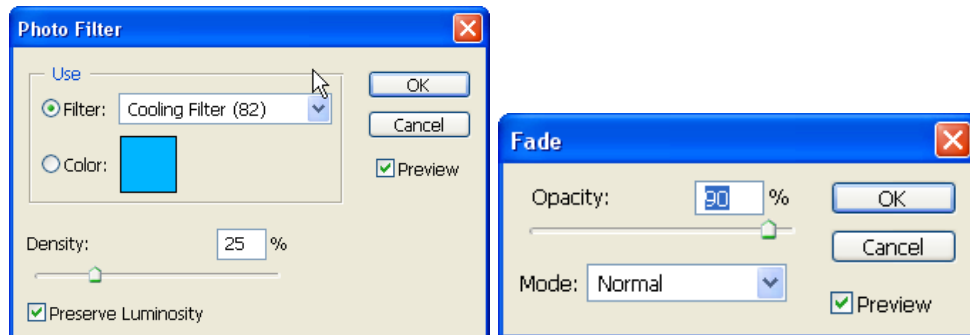 Photo Filter
Use
Filter: Cooling Filter (82)
Color:
OK
Cancel
Preview
Density: 25 %
Preserve Luminosity
Fade
Opacity: 90 %
OK
Cancel
Mode: Normal
Preview